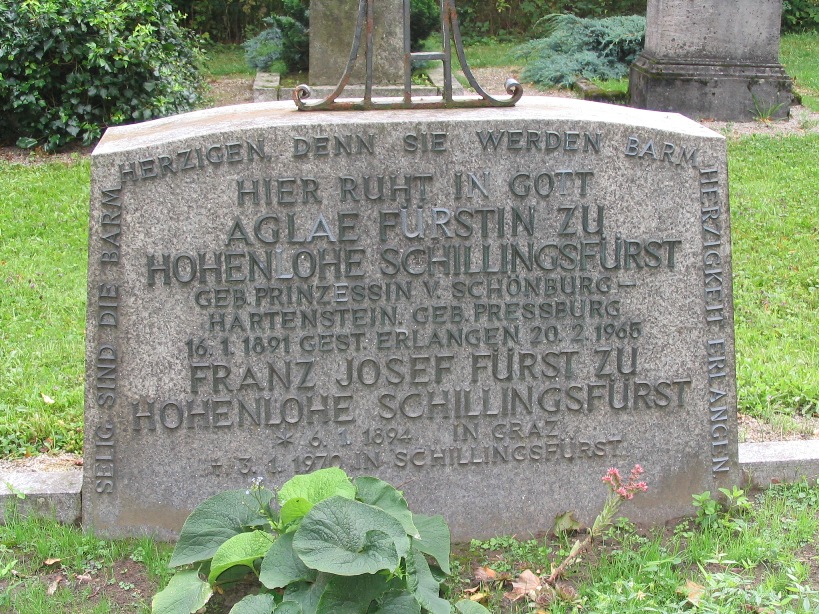 SELIG SIND DIE BARM
HERZIGEN, DENN SIE WERDEN BARM
HERZIGKEIT ERLANGEN
HIER RUHT IN GOTT
AGLAE FÜRSTIN ZU
HOHENLOHE SCHILLINGSFÜRST
GEB. PRINZESSIN V. SCHÖNBURG–
HARTENSTEIN, GEB. PRESSBURG
16. 1. 1891 GEST. ERLANGEN 20. 2. 1965
FRANZ JOSEF FÜRST ZU
HOHENLOHE SCHILLINGSFÜRST
* 6. 1. 1894 IN GRAZ
+ 3. 1. 1970 IN SCHILLINGSFÜRST